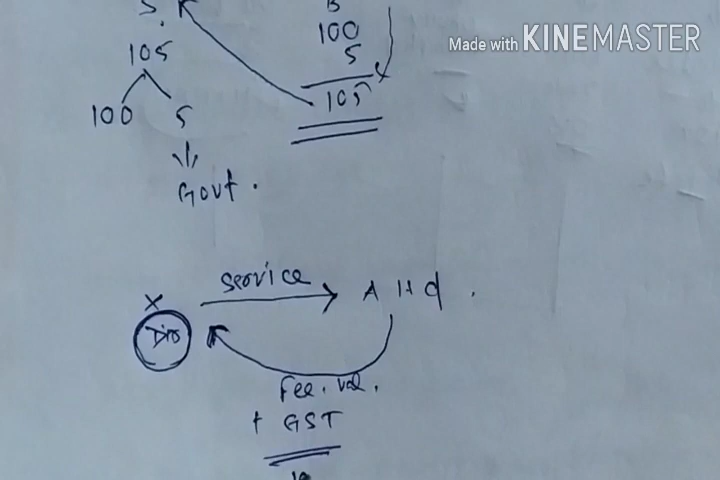 S. B
Made with KINEMASTER
105 100
5
100 5 105
Govt.
service
X A Ltd.
Dir
Fee. val.
+ GST